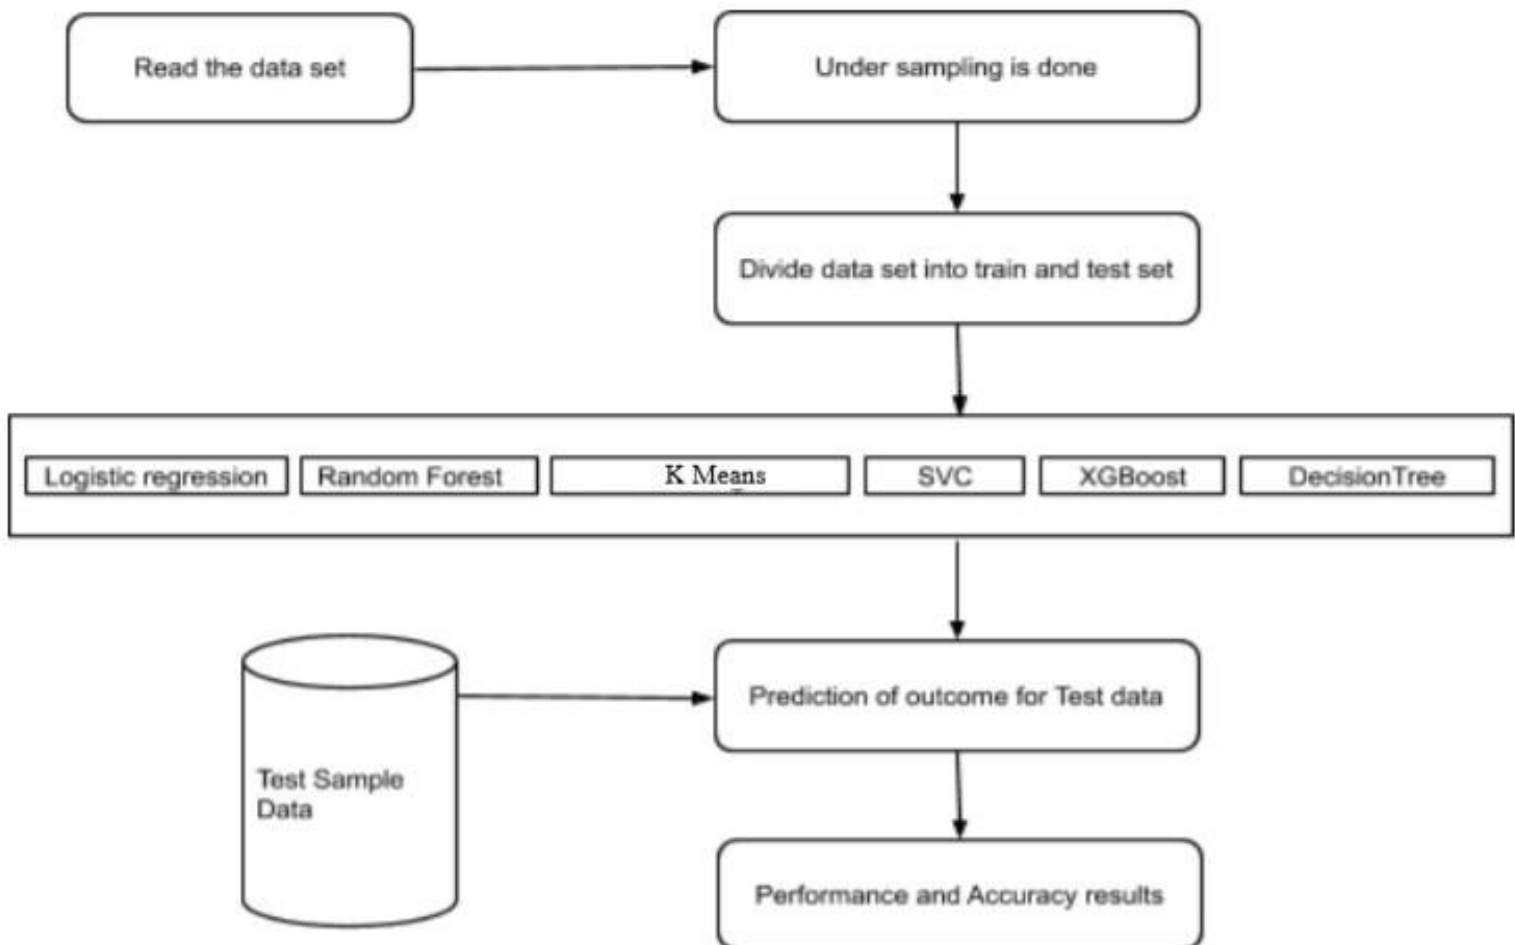 Read the data set
Under sampling is done
Divide data set into train and test set
Logistic regression
Random Forest
K Means
SVC
XGBoost
DecisionTree
Prediction of outcome for Test data
Test Sample
Data
Performance and Accuracy results